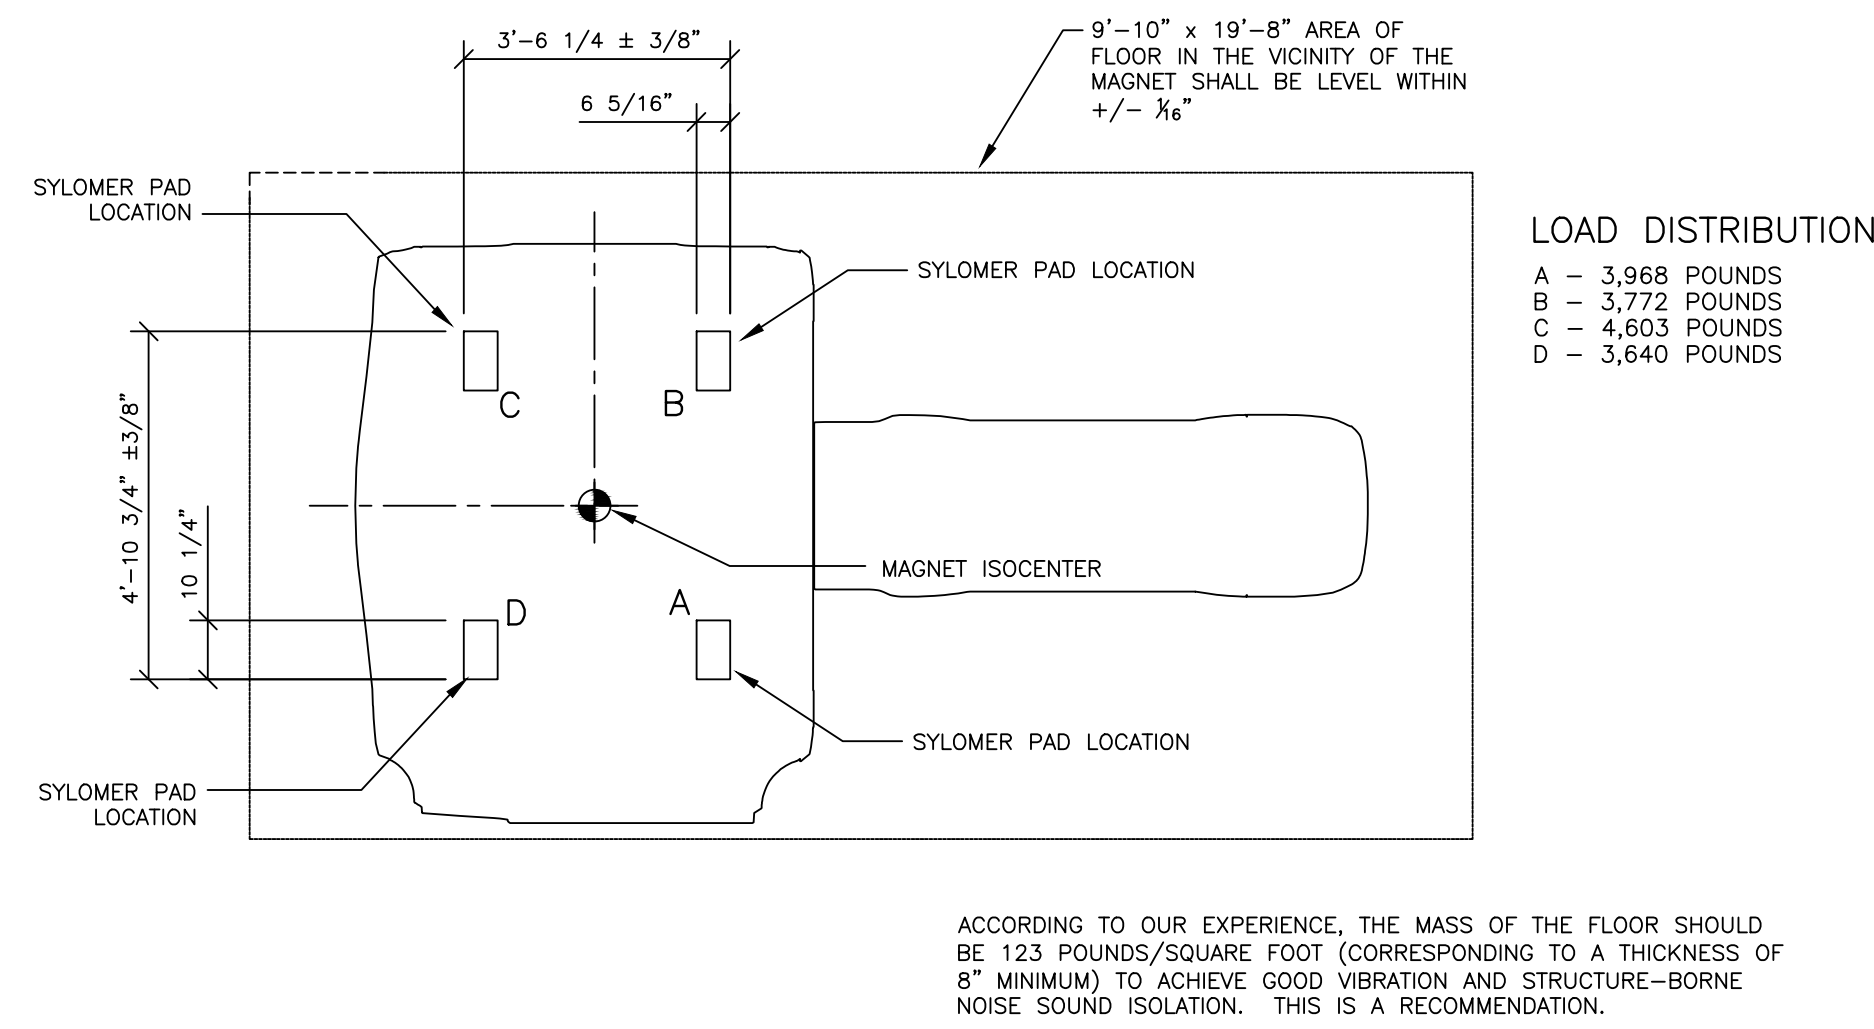 3'-6 1/4 ± 3/8"
6 5/16"
9'-10" x 19'-8" AREA OF
FLOOR IN THE VICINITY OF THE
MAGNET SHALL BE LEVEL WITHIN
+/- 1/16"
SYLOMER PAD
LOCATION
SYLOMER PAD LOCATION
LOAD DISTRIBUTION
A - 3,968 POUNDS
B - 3,772 POUNDS
C - 4,603 POUNDS
D - 3,640 POUNDS
C
B
4'-10 3/4" ±3/8"
10 1/4"
MAGNET ISOCENTER
D
A
SYLOMER PAD LOCATION
SYLOMER PAD
LOCATION
ACCORDING TO OUR EXPERIENCE, THE MASS OF THE FLOOR SHOULD
BE 123 POUNDS/SQUARE FOOT (CORRESPONDING TO A THICKNESS OF
8" MINIMUM) TO ACHIEVE GOOD VIBRATION AND STRUCTURE-BORNE
NOISE SOUND ISOLATION. THIS IS A RECOMMENDATION.